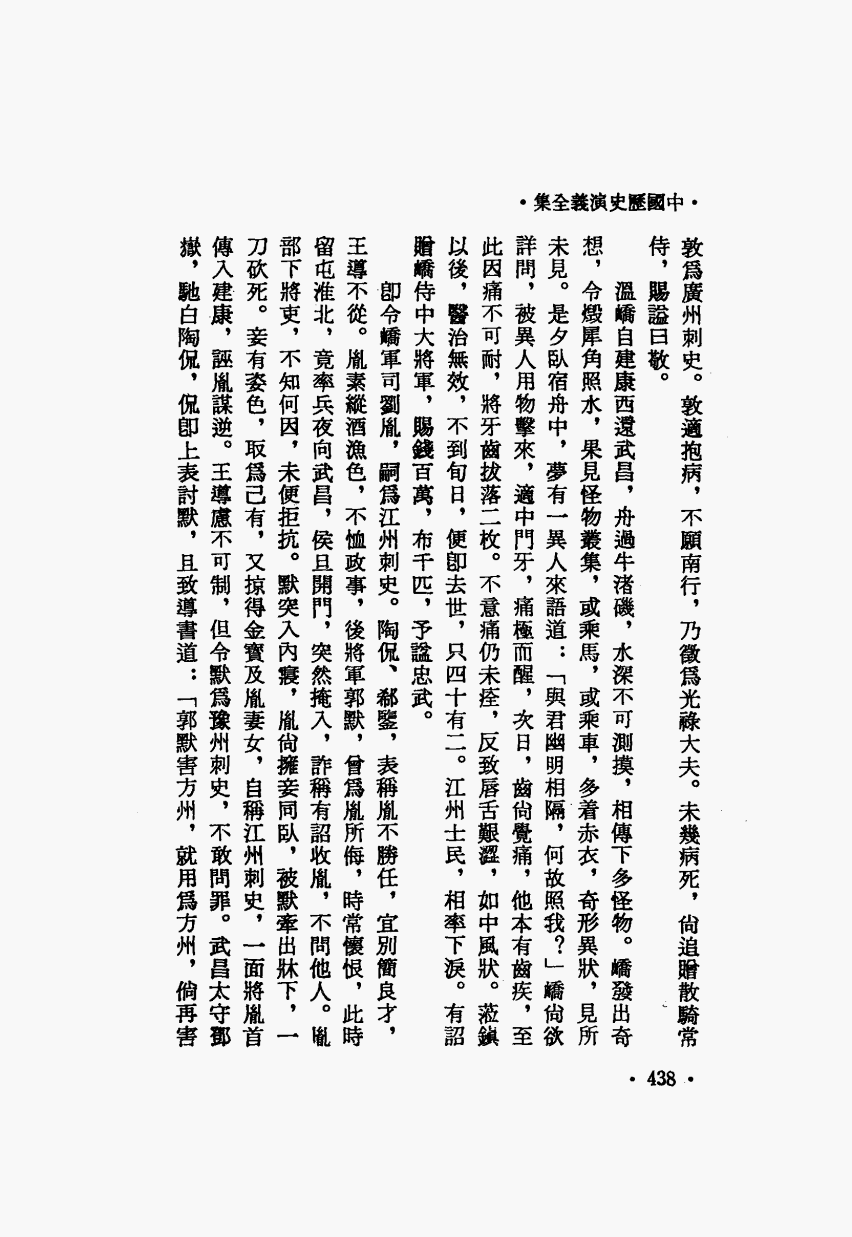 ·中國歷史演義全集·
敦爲廣州刺史。敦適抱病，不願南行，乃徵爲光祿大夫。未幾病死，尙追贈散騎常
侍，賜諡曰敬。
溫嶠自建康西還武昌，舟過牛渚磯，水深不可測摸，相傳下多怪物。嶠發出奇
想，令燬犀角照水，果見怪物叢集，或乘馬，或乘車，多着赤衣，奇形異狀，見所
未見。是夕臥宿舟中，夢有一異人來語道：「與君幽明相隔，何故照我？」嶠尙欲
詳問，被異人用物擊來，適中門牙，痛極而醒，次日，齒尙覺痛，他本有齒疾，至
此因痛不可耐，將牙齒拔落二枚。不意痛仍未痊，反致唇舌艱澀，如中風狀。蒞鎭
以後，醫治無效，不到旬日，便卽去世，只四十有二。江州士民，相率下淚。有詔
贈嶠侍中大將軍，賜錢百萬，布千匹，予諡忠武。
卽令嶠軍司劉胤，嗣爲江州刺史。陶侃、郗鑒，表稱胤不勝任，宜別簡良才，
王導不從。胤素縱酒漁色，不恤政事，後將軍郭默，曾爲胤所侮，時常懷恨，此時
留屯淮北，竟率兵夜向武昌，俟且開門，突然掩入，詐稱有詔收胤，不問他人。胤
部下將吏，不知何因，未便拒抗。默突入內寢，胤尙擁妾同臥，被默牽出牀下，一
刀砍死。妾有姿色，取爲己有，又掠得金寶及胤妻女，自稱江州刺史，一面將胤首
傳入建康，誣胤謀逆。王導慮不可制，但令默爲豫州刺史，不敢問罪。武昌太守鄧
嶽，馳白陶侃，侃卽上表討默，且致導書道：「郭默害方州，就用爲方州，倘再害
·438·